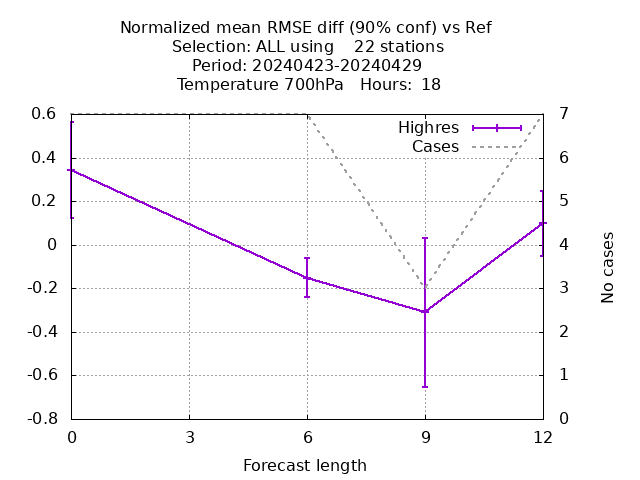 Normalized mean RMSE diff (90% conf) vs Ref
Selection: ALL using    22 stations
Period: 20240423-20240429
Temperature 700hPa   Hours:  18
Highres
Cases
0.6
0.4
0.2
0
-0.2
-0.4
-0.6
-0.8
7
6
5
4
3
2
1
0
No cases
0 3 6 9 12
Forecast length